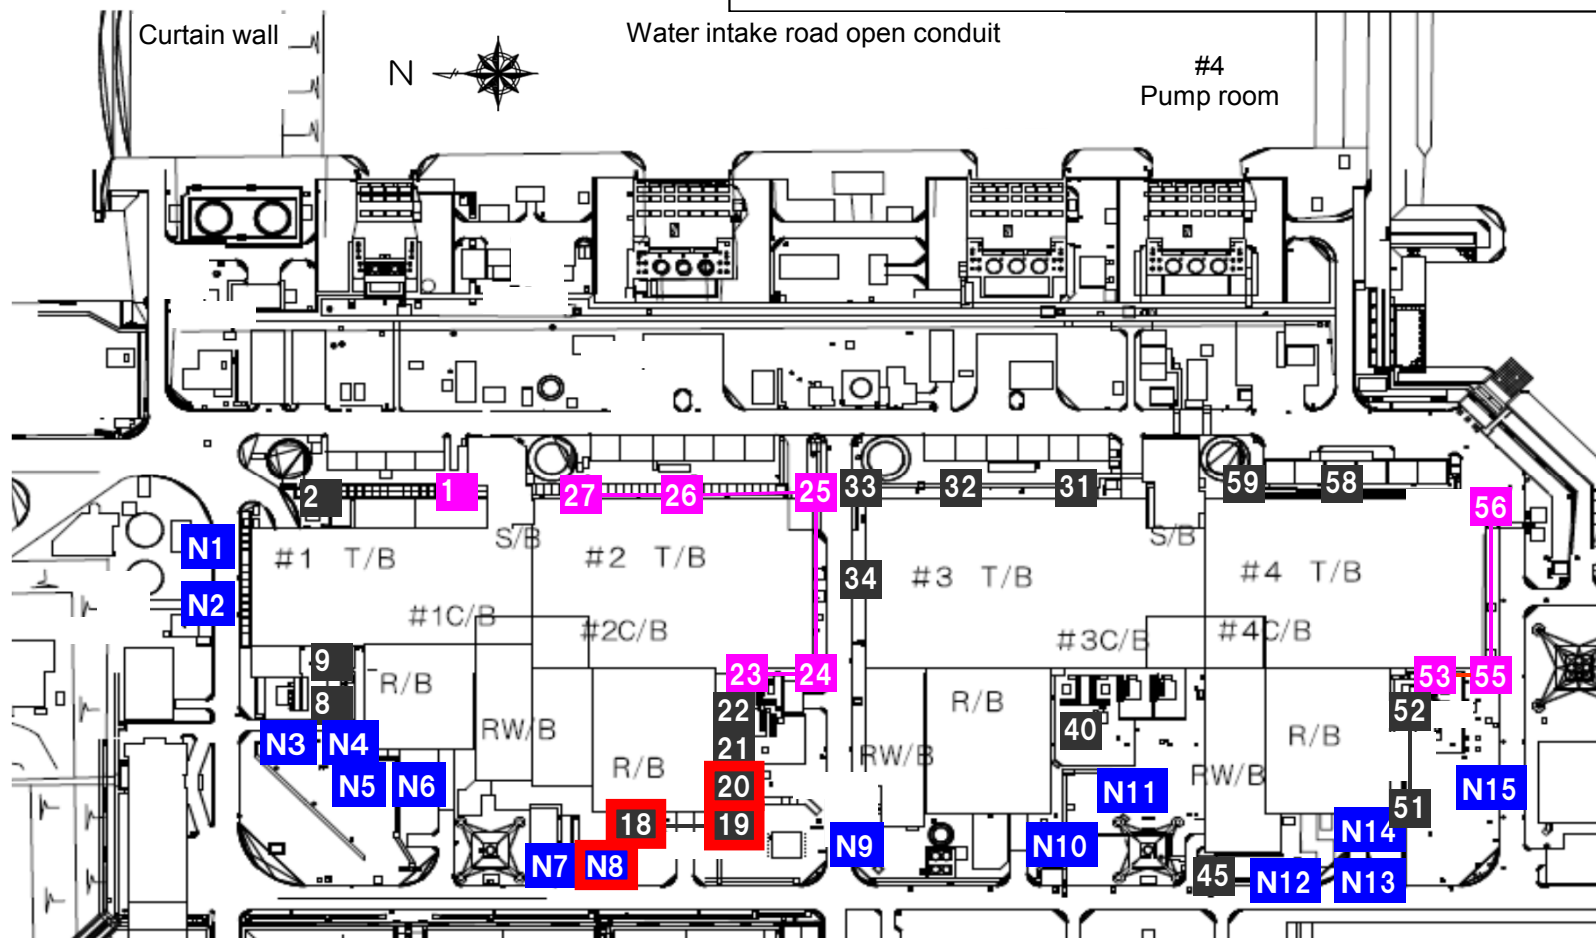 Curtain wall
Water intake road open conduit
N
#4
Pump room
2
1
27
26
25
33
32
31
59
58
56
N1
N2
#1 T/B
S/B
#2 T/B
34
#3 T/B
S/B
#4 T/B
#1C/B
#2C/B
#3C/B
#4C/B
9
8
R/B
23
24
53
55
22
21
20
19
18
RW/B
R/B
R/B
RW/B
40
52
51
R/B
RW/B
N3
N4
N5
N6
N7
N8
N9
N10
N11
N15
N14
45
N12
N13